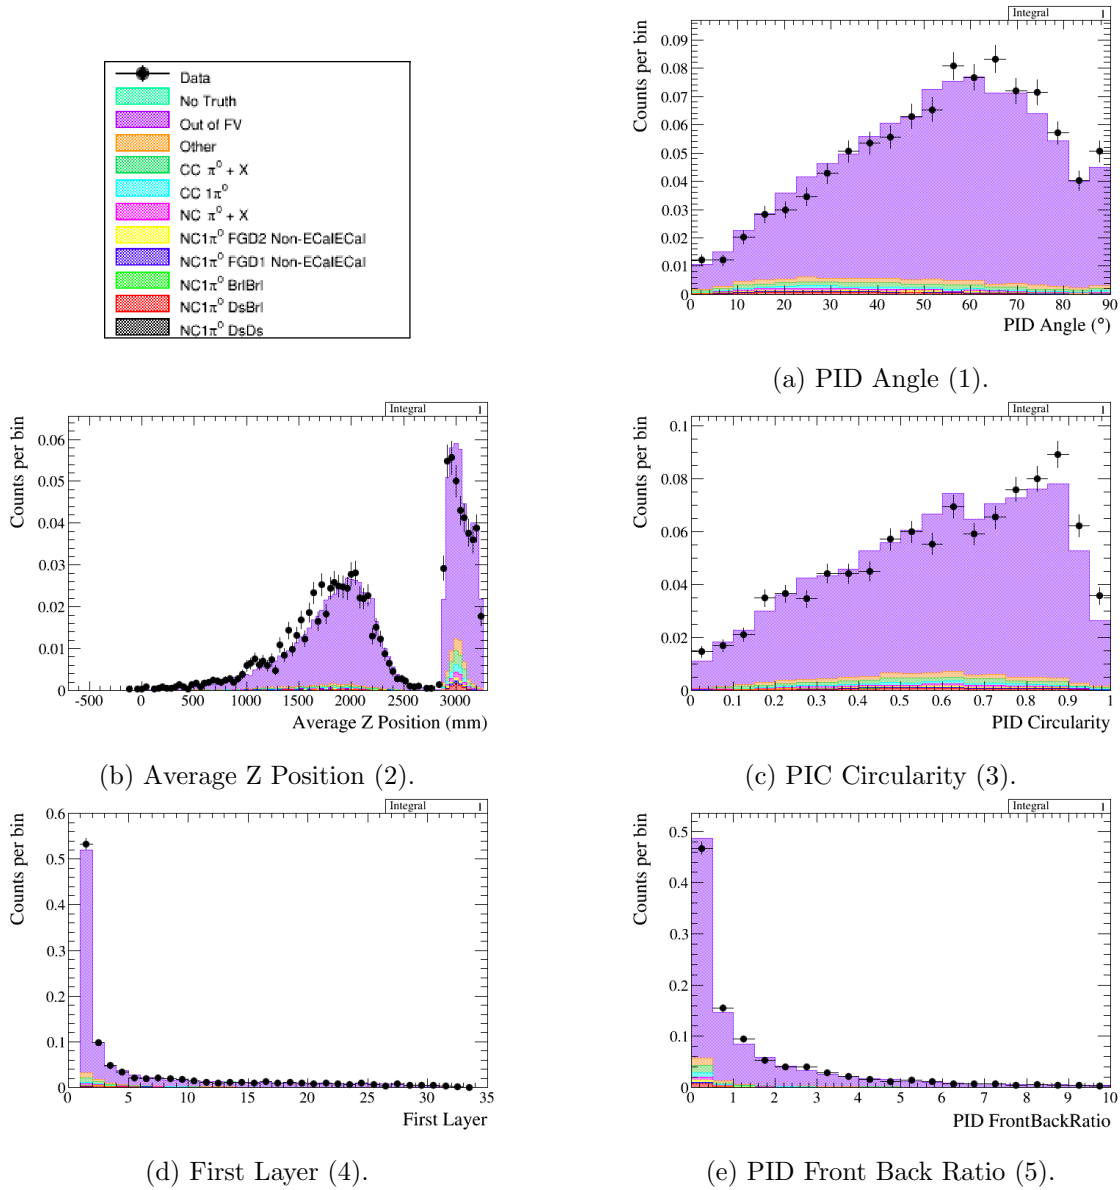 Data
No Truth
Out of FV
Other
CC π⁰ + X
CC 1π⁰
NC π⁰ + X
NC1π⁰ FGD2 Non-ECalECal
NC1π⁰ FGD1 Non-ECalECal
NC1π⁰ BrlBrl
NC1π⁰ DsBrl
NC1π⁰ DsDs
Integral 1
Counts per bin
0.09
0.08
0.07
0.06
0.05
0.04
0.03
0.02
0.01
0
0 10 20 30 40 50 60 70 80 90
PID Angle (°)
(a) PID Angle (1).
Integral 1
Counts per bin
0.06
0.05
0.04
0.03
0.02
0.01
0
-500 0 500 1000 1500 2000 2500 3000
Average Z Position (mm)
(b) Average Z Position (2).
Integral 1
Counts per bin
0.1
0.08
0.06
0.04
0.02
0
0 0.1 0.2 0.3 0.4 0.5 0.6 0.7 0.8 0.9 1
PID Circularity
(c) PIC Circularity (3).
Integral 1
Counts per bin
0.6
0.5
0.4
0.3
0.2
0.1
0
0 5 10 15 20 25 30 35
First Layer
(d) First Layer (4).
Integral 1
Counts per bin
0.5
0.4
0.3
0.2
0.1
0
0 1 2 3 4 5 6 7 8 9 10
PID FrontBackRatio
(e) PID Front Back Ratio (5).